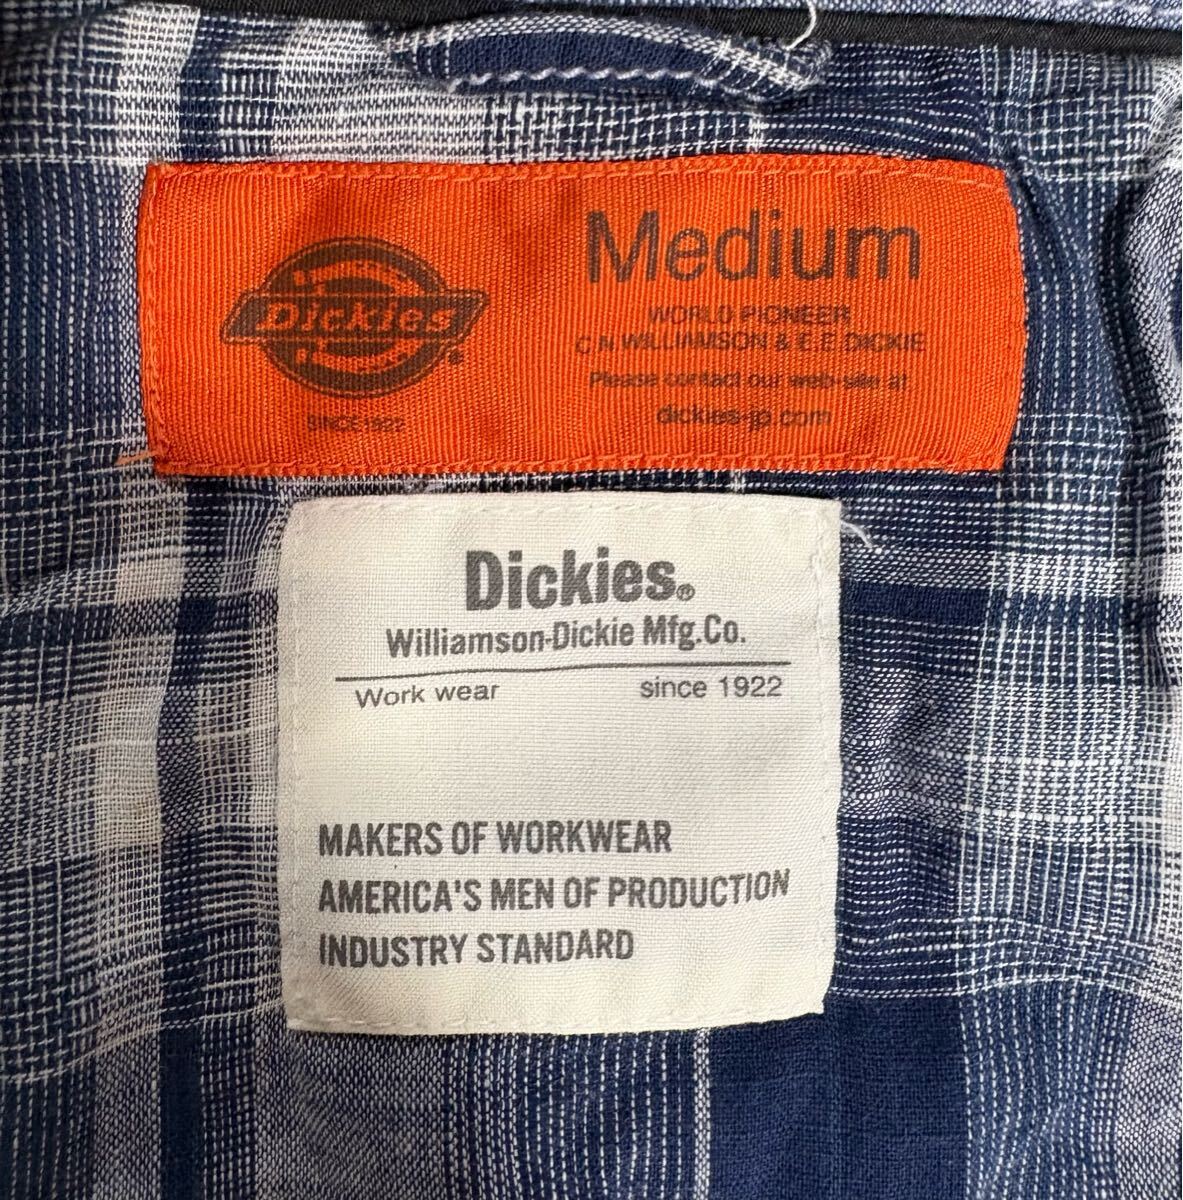 Dickies®
SINCE 1922
Medium
WORLD PIONEER
C.N.WILLIAMSON & E.E.DICKIE
Please contact our web-site at
dickies-jp.com
Dickies®
Williamson-Dickie Mfg.Co.
Work wear since 1922
MAKERS OF WORKWEAR
AMERICA'S MEN OF PRODUCTION
INDUSTRY STANDARD